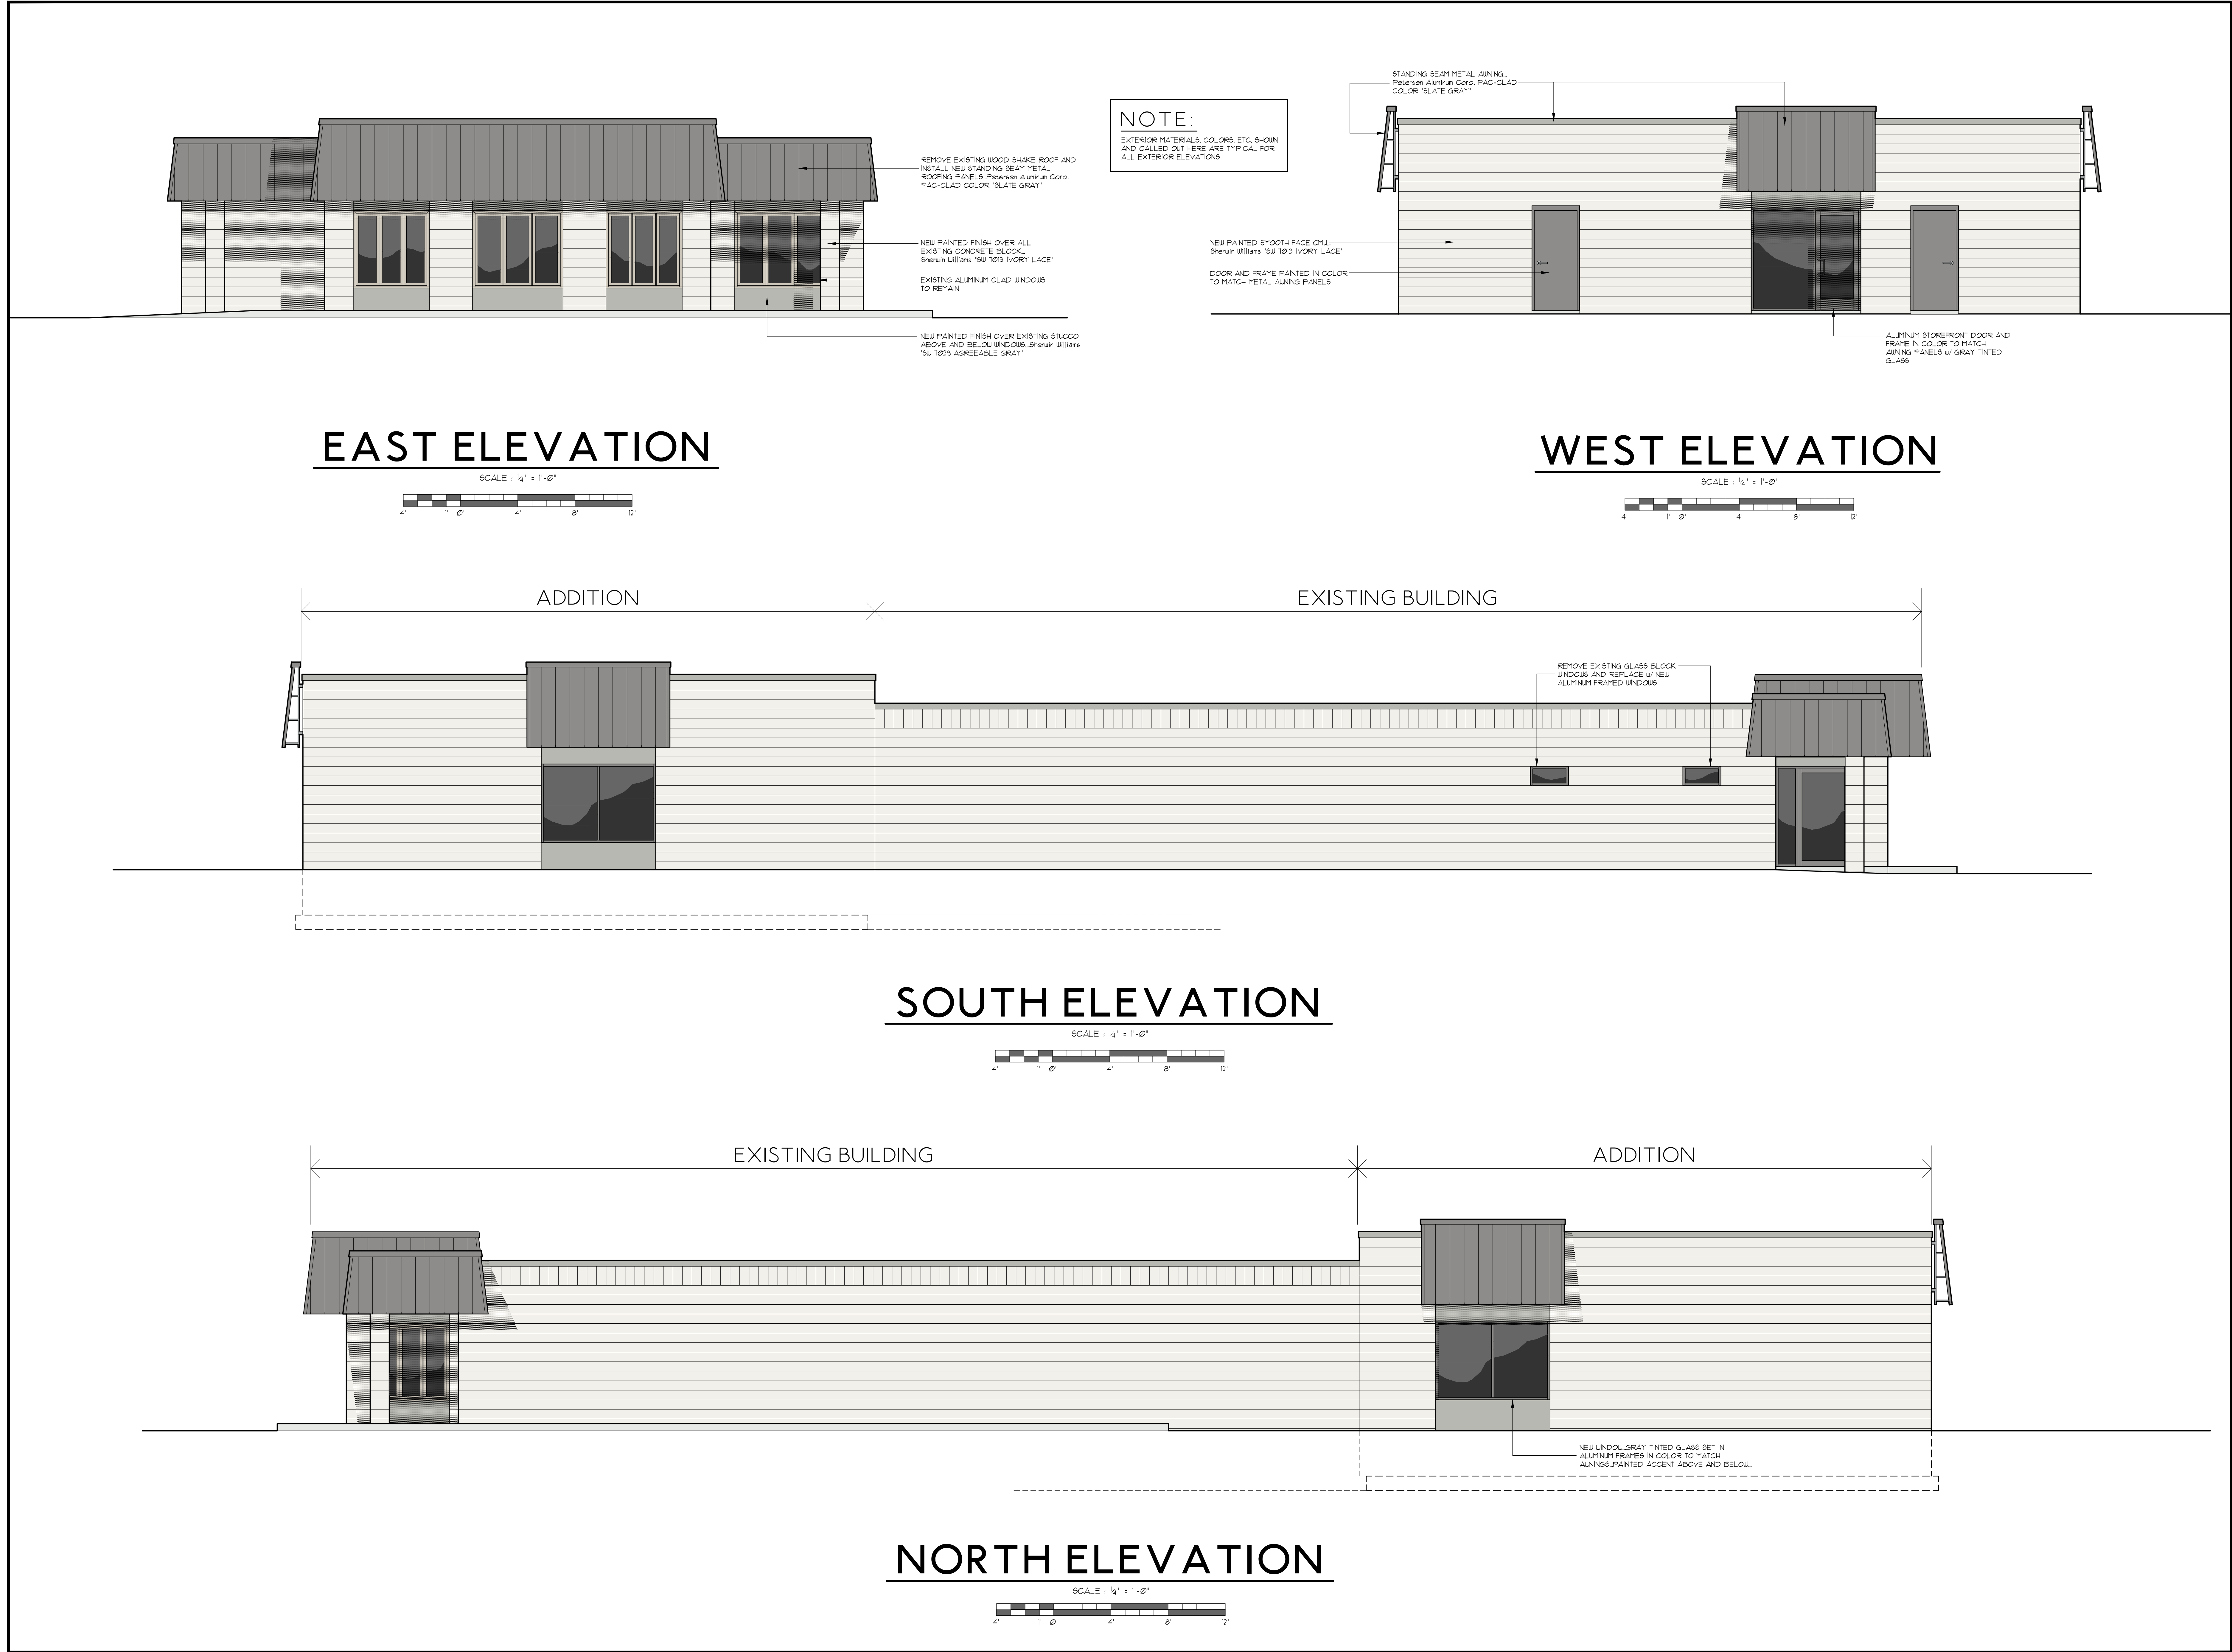 REMOVE EXISTING WOOD SHAKE ROOF AND
INSTALL NEW STANDING SEAM METAL
ROOFING PANELS...Petersen Aluminum Corp.
PAC-CLAD COLOR "SLATE GRAY"
NEW PAINTED FINISH OVER ALL
EXISTING CONCRETE BLOCK...
Sherwin Williams "SW 7013 IVORY LACE"
EXISTING ALUMINUM CLAD WINDOWS
TO REMAIN
NEW PAINTED FINISH OVER EXISTING STUCCO
ABOVE AND BELOW WINDOWS...Sherwin Williams
"SW 7029 AGREEABLE GRAY"
EAST ELEVATION
SCALE : 1/4" = 1'-0"
4' 1' 0' 4' 8' 12'
NOTE:
EXTERIOR MATERIALS, COLORS, ETC. SHOWN
AND CALLED OUT HERE ARE TYPICAL FOR
ALL EXTERIOR ELEVATIONS
STANDING SEAM METAL AWNING...
Petersen Aluminum Corp. PAC-CLAD
COLOR "SLATE GRAY"
NEW PAINTED SMOOTH FACE CMU...
Sherwin Williams "SW 7013 IVORY LACE"
DOOR AND FRAME PAINTED IN COLOR
TO MATCH METAL AWNING PANELS
ALUMINUM STOREFRONT DOOR AND
FRAME IN COLOR TO MATCH
AWNING PANELS w/ GRAY TINTED
GLASS
WEST ELEVATION
SCALE : 1/4" = 1'-0"
4' 1' 0' 4' 8' 12'
ADDITION
EXISTING BUILDING
REMOVE EXISTING GLASS BLOCK
WINDOWS AND REPLACE w/ NEW
ALUMINUM FRAMED WINDOWS
SOUTH ELEVATION
SCALE : 1/4" = 1'-0"
4' 1' 0' 4' 8' 12'
EXISTING BUILDING
ADDITION
NEW WINDOW...GRAY TINTED GLASS SET IN
ALUMINUM FRAMES IN COLOR TO MATCH
AWNINGS...PAINTED ACCENT ABOVE AND BELOW...
NORTH ELEVATION
SCALE : 1/4" = 1'-0"
4' 1' 0' 4' 8' 12'